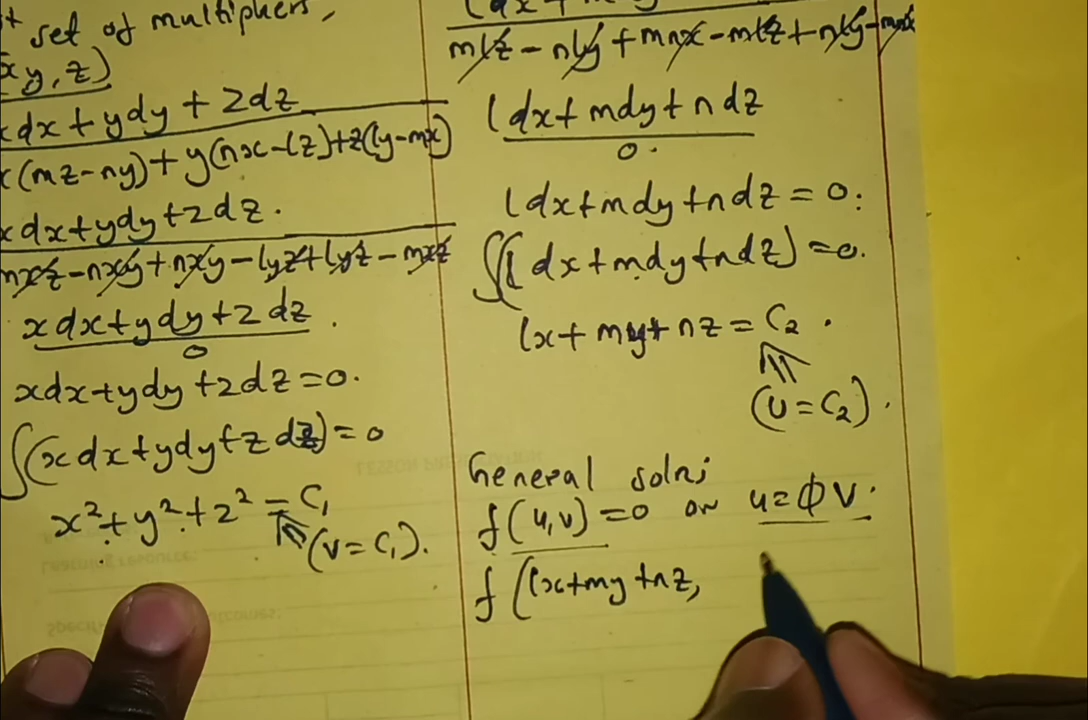 set of multipliers,
x y, z)
xdx+ydy+zdz
x(mz-ny)+y(nx-lz)+z(ly-mx)
xdx+ydy+zdz.
mxz-nxy+nxy-lyz+lyz-mxz
xdx+ydy+zdz.
0
xdx+ydy+zdz=0.
∫(xdx+ydy+zdz)=0
x²+y²+z²=C₁
(v=C₁).
mlz-nly+mnx-mlz+nly-mnx
ldx+mdy+ndz
0.
ldx+mdy+ndz=0.
∫(ldx+mdy+ndz)=0.
lx+my+nz=C₂.
(u=C₂).
General soln;
f(u,v)=0 or u=ϕv.
f(lx+my+nz,